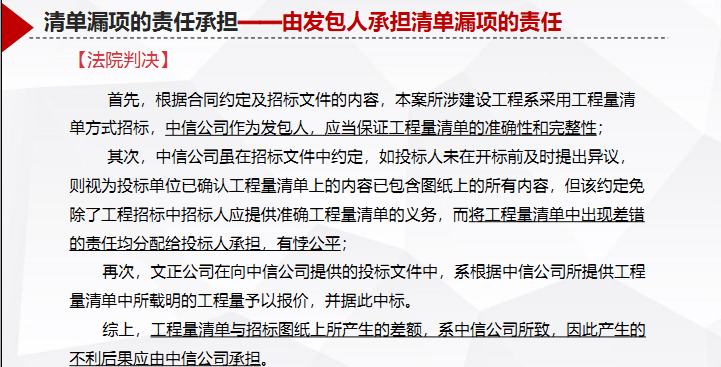 清单漏项的责任承担——由发包人承担清单漏项的责任
【法院判决】
首先，根据合同约定及招标文件的内容，本案所涉建设工程系采用工程量清
单方式招标，中信公司作为发包人，应当保证工程量清单的准确性和完整性；
其次，中信公司虽在招标文件中约定，如投标人未在开标前及时提出异议，
则视为投标单位已确认工程量清单上的内容已包含图纸上的所有内容，但该约定免
除了工程招标中招标人应提供准确工程量清单的义务，而将工程量清单中出现差错
的责任均分配给投标人承担，有悖公平；
再次，文正公司在向中信公司提供的投标文件中，系根据中信公司所提供工程
量清单中所载明的工程量予以报价，并据此中标。
综上，工程量清单与招标图纸上所产生的差额，系中信公司所致，因此产生的
不利后果应由中信公司承担。